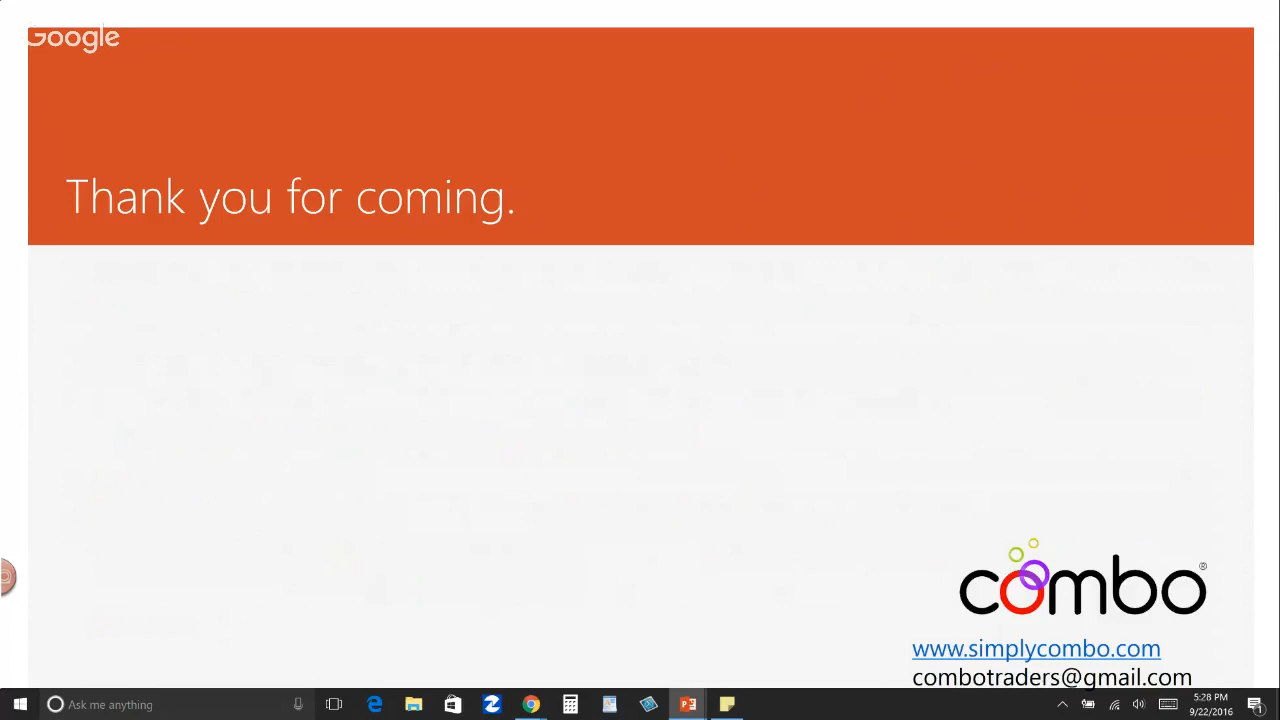 Google
Thank you for coming.
combo®
www.simplycombo.com
combotraders@gmail.com
Ask me anything
5:28 PM
9/22/2016
1